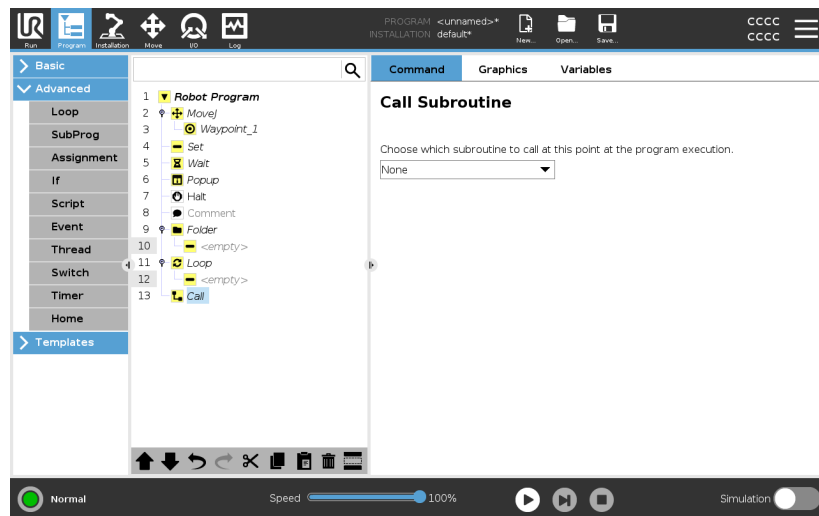 PROGRAM <unnamed>*
INSTALLATION default*
Run Program Installation Move I/O Log New... Open... Save...
CCCC
CCCC
Basic
Advanced
Loop
SubProg
Assignment
If
Script
Event
Thread
Switch
Timer
Home
Templates
1 Robot Program
2 MoveJ
3 Waypoint_1
4 Set
5 Wait
6 Popup
7 Halt
8 Comment
9 Folder
10 <empty>
11 Loop
12 <empty>
13 Call
Command Graphics Variables
Call Subroutine
Choose which subroutine to call at this point at the program execution.
None
Normal
Speed 100%
Simulation